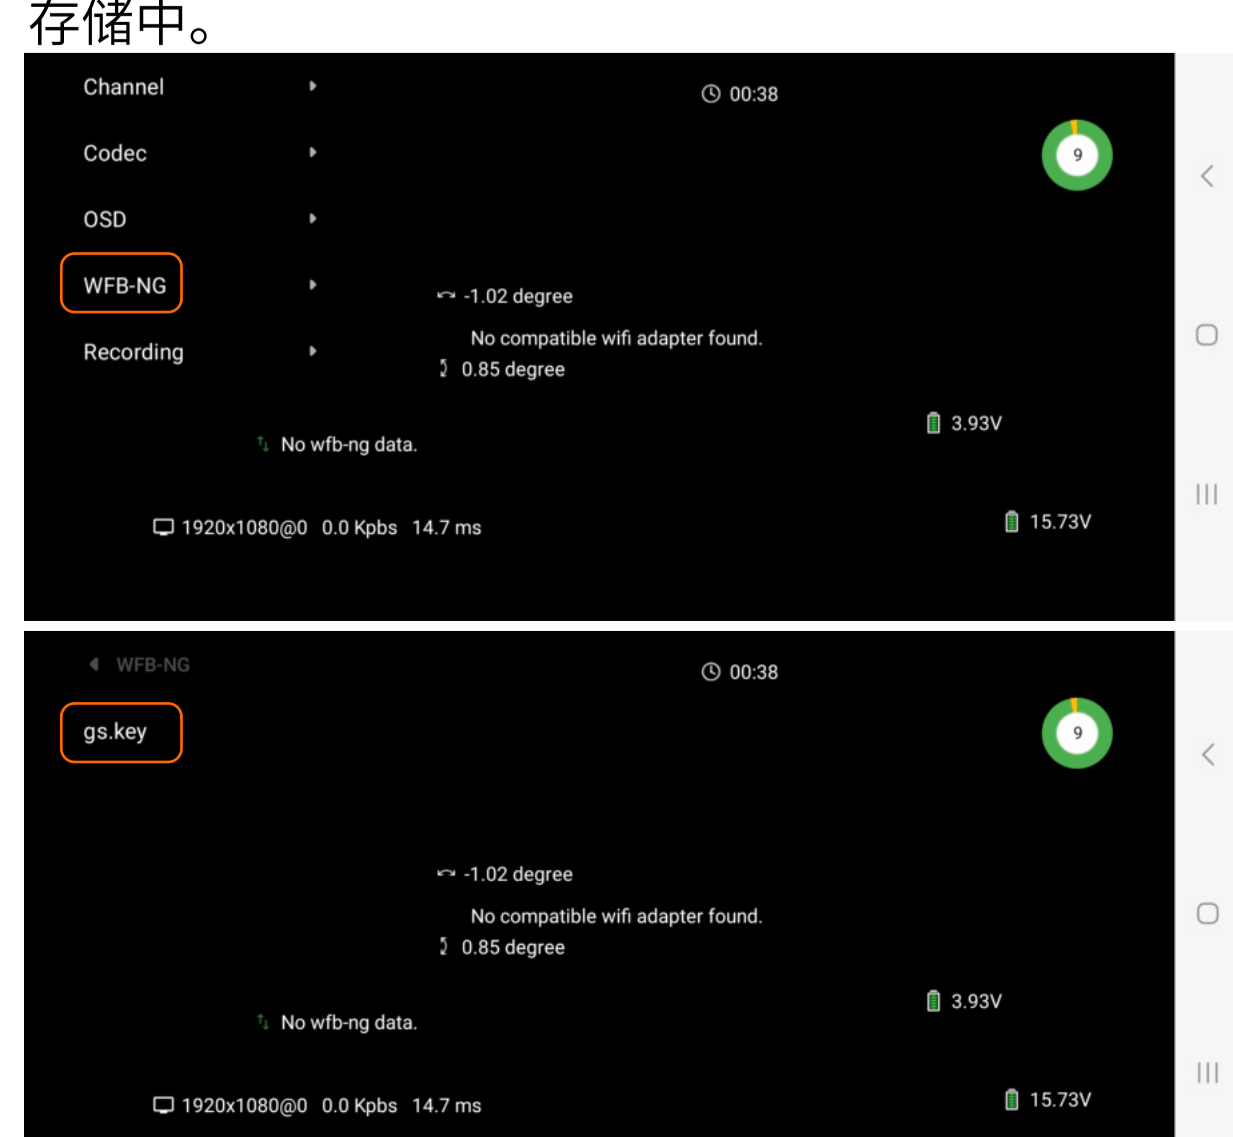 存储中。
Channel
00:38
Codec
9
OSD
WFB-NG
-1.02 degree
No compatible wifi adapter found.
Recording
0.85 degree
3.93V
No wfb-ng data.
1920x1080@0 0.0 Kpbs 14.7 ms
15.73V
WFB-NG
00:38
gs.key
9
-1.02 degree
No compatible wifi adapter found.
0.85 degree
3.93V
No wfb-ng data.
1920x1080@0 0.0 Kpbs 14.7 ms
15.73V